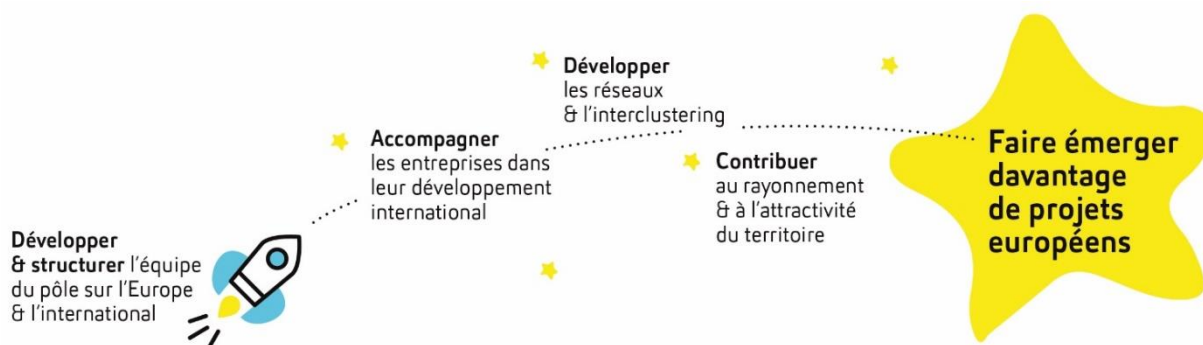 Développer
& structurer l'équipe
du pôle sur l'Europe
& l'international
Accompagner
les entreprises dans
leur développement
international
Développer
les réseaux
& l'interclustering
Contribuer
au rayonnement
& à l'attractivité
du territoire
Faire émerger
davantage
de projets
européens